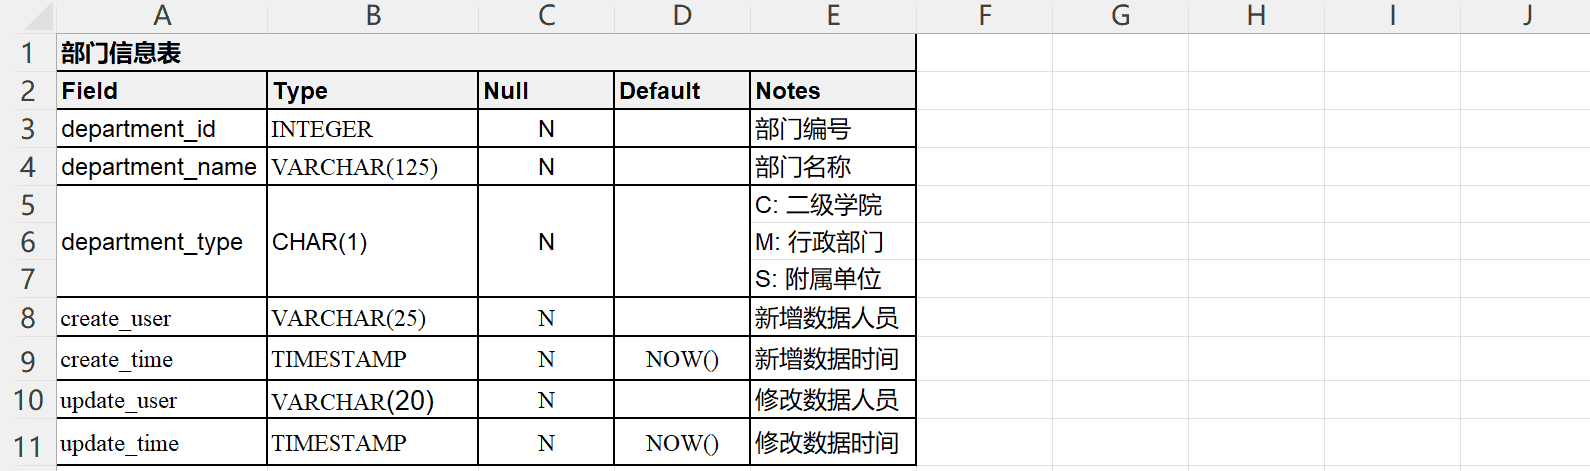 A B C D E F G H I J
1 部门信息表
2 Field Type Null Default Notes
3 department_id INTEGER N 部门编号
4 department_name VARCHAR(125) N 部门名称
5 C: 二级学院
6 department_type CHAR(1) N M: 行政部门
7 S: 附属单位
8 create_user VARCHAR(25) N 新增数据人员
9 create_time TIMESTAMP N NOW() 新增数据时间
10 update_user VARCHAR(20) N 修改数据人员
11 update_time TIMESTAMP N NOW() 修改数据时间